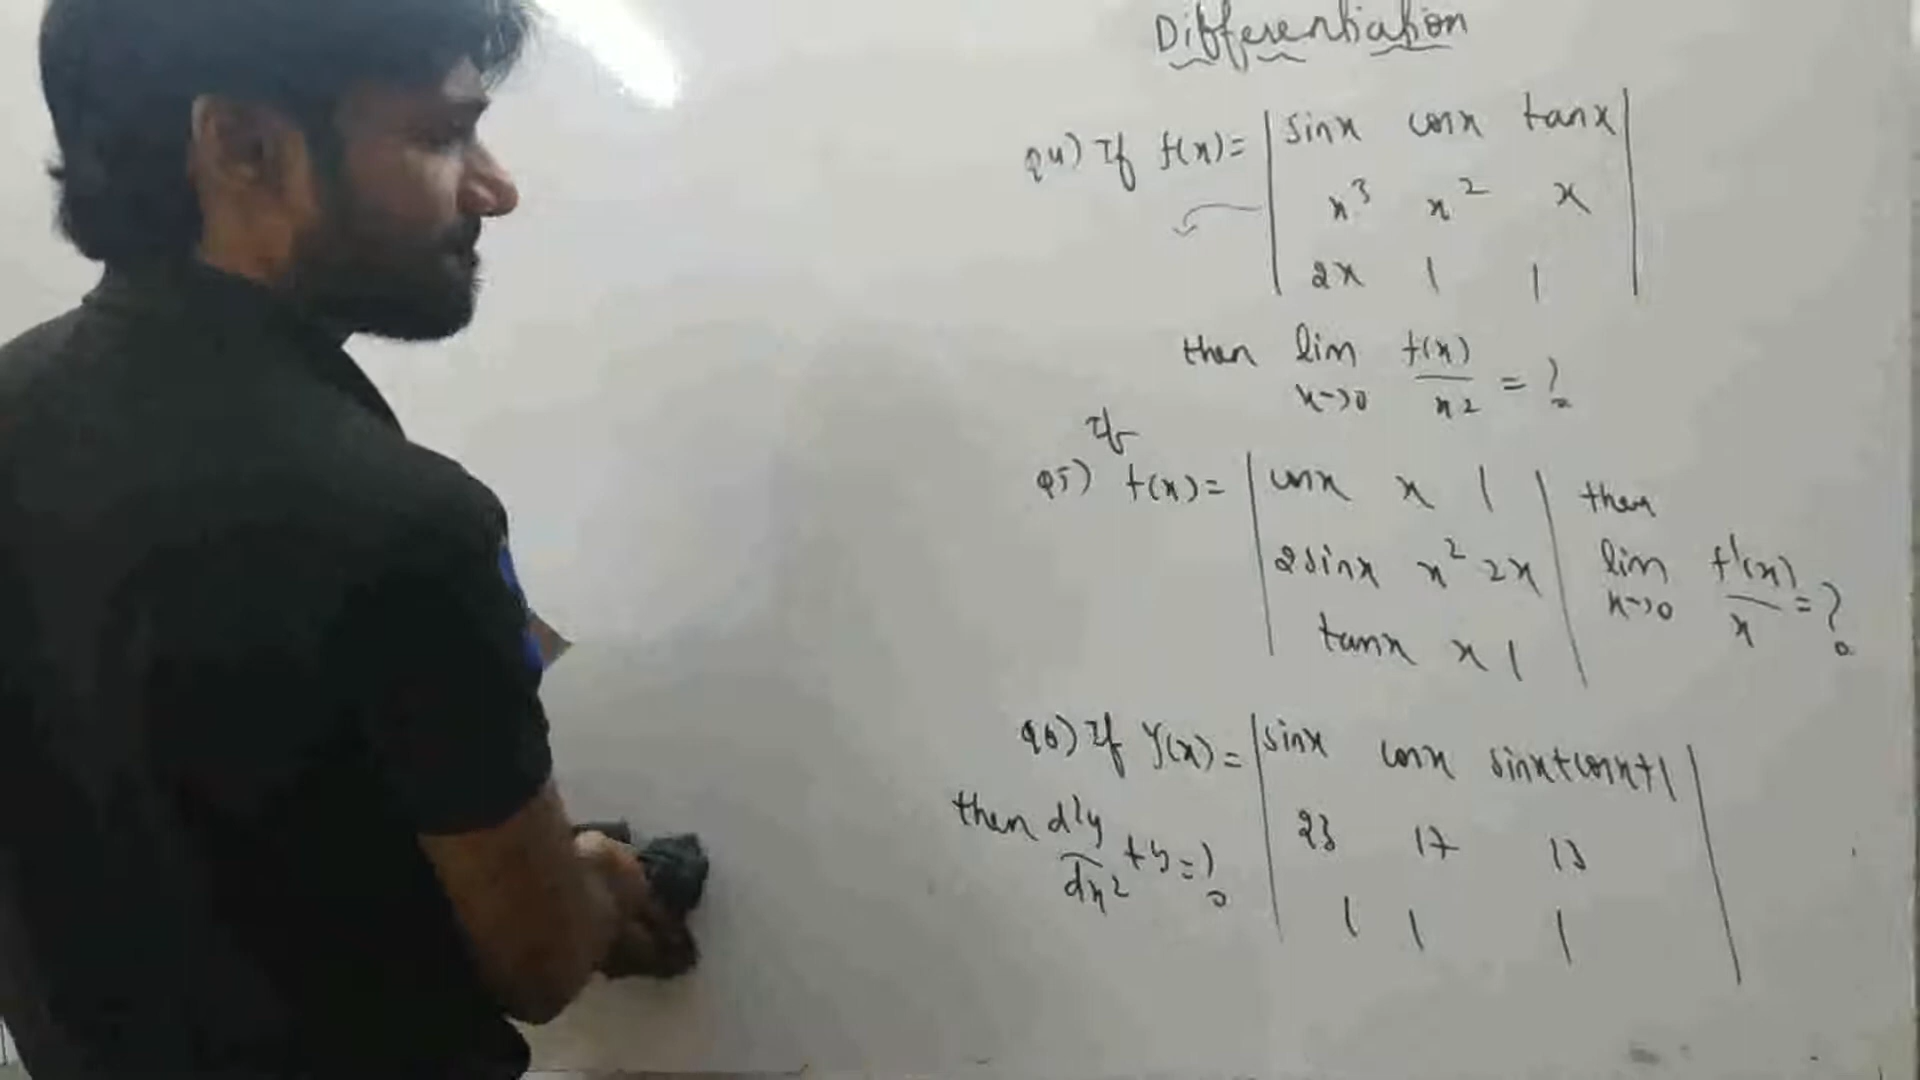 Differentiation
Q4) If f(x) = | sinx cosx tanx |
x³ x² x
2x 1 1
then lim x->0 f(x)/x² = ?
If
Q5) f(x) = | cosx x 1 | then
2sinx x² 2x lim x->0 f'(x)/x = ?
tanx x 1
Q6) If Y(x) = | sinx cosx sinx+cosx+1 |
then d²y/dx² + y = ? 23 17 13
1 1 1